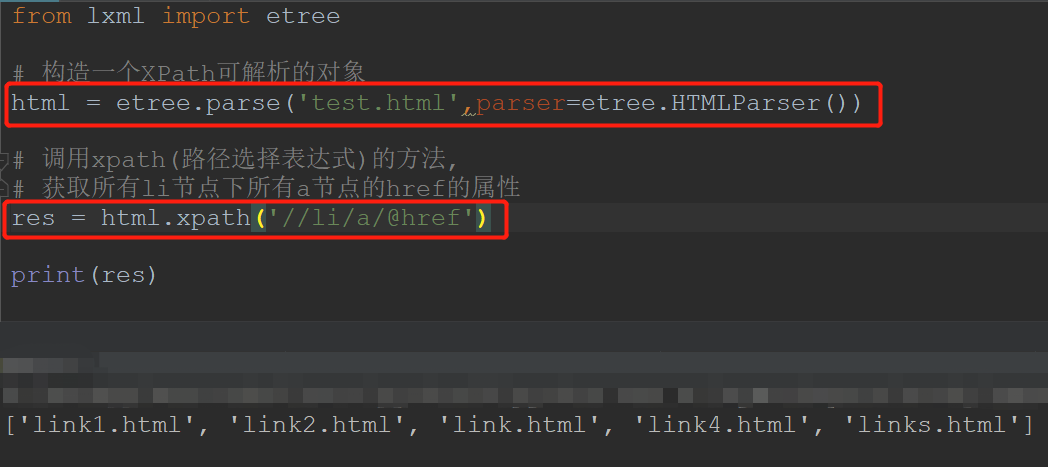 from lxml import etree
# 构造一个XPath可解析的对象
html = etree.parse('test.html',parser=etree.HTMLParser())
# 调用xpath(路径选择表达式)的方法,
# 获取所有li节点下所有a节点的href的属性
res = html.xpath('//li/a/@href')
print(res)
['link1.html', 'link2.html', 'link.html', 'link4.html', 'links.html']